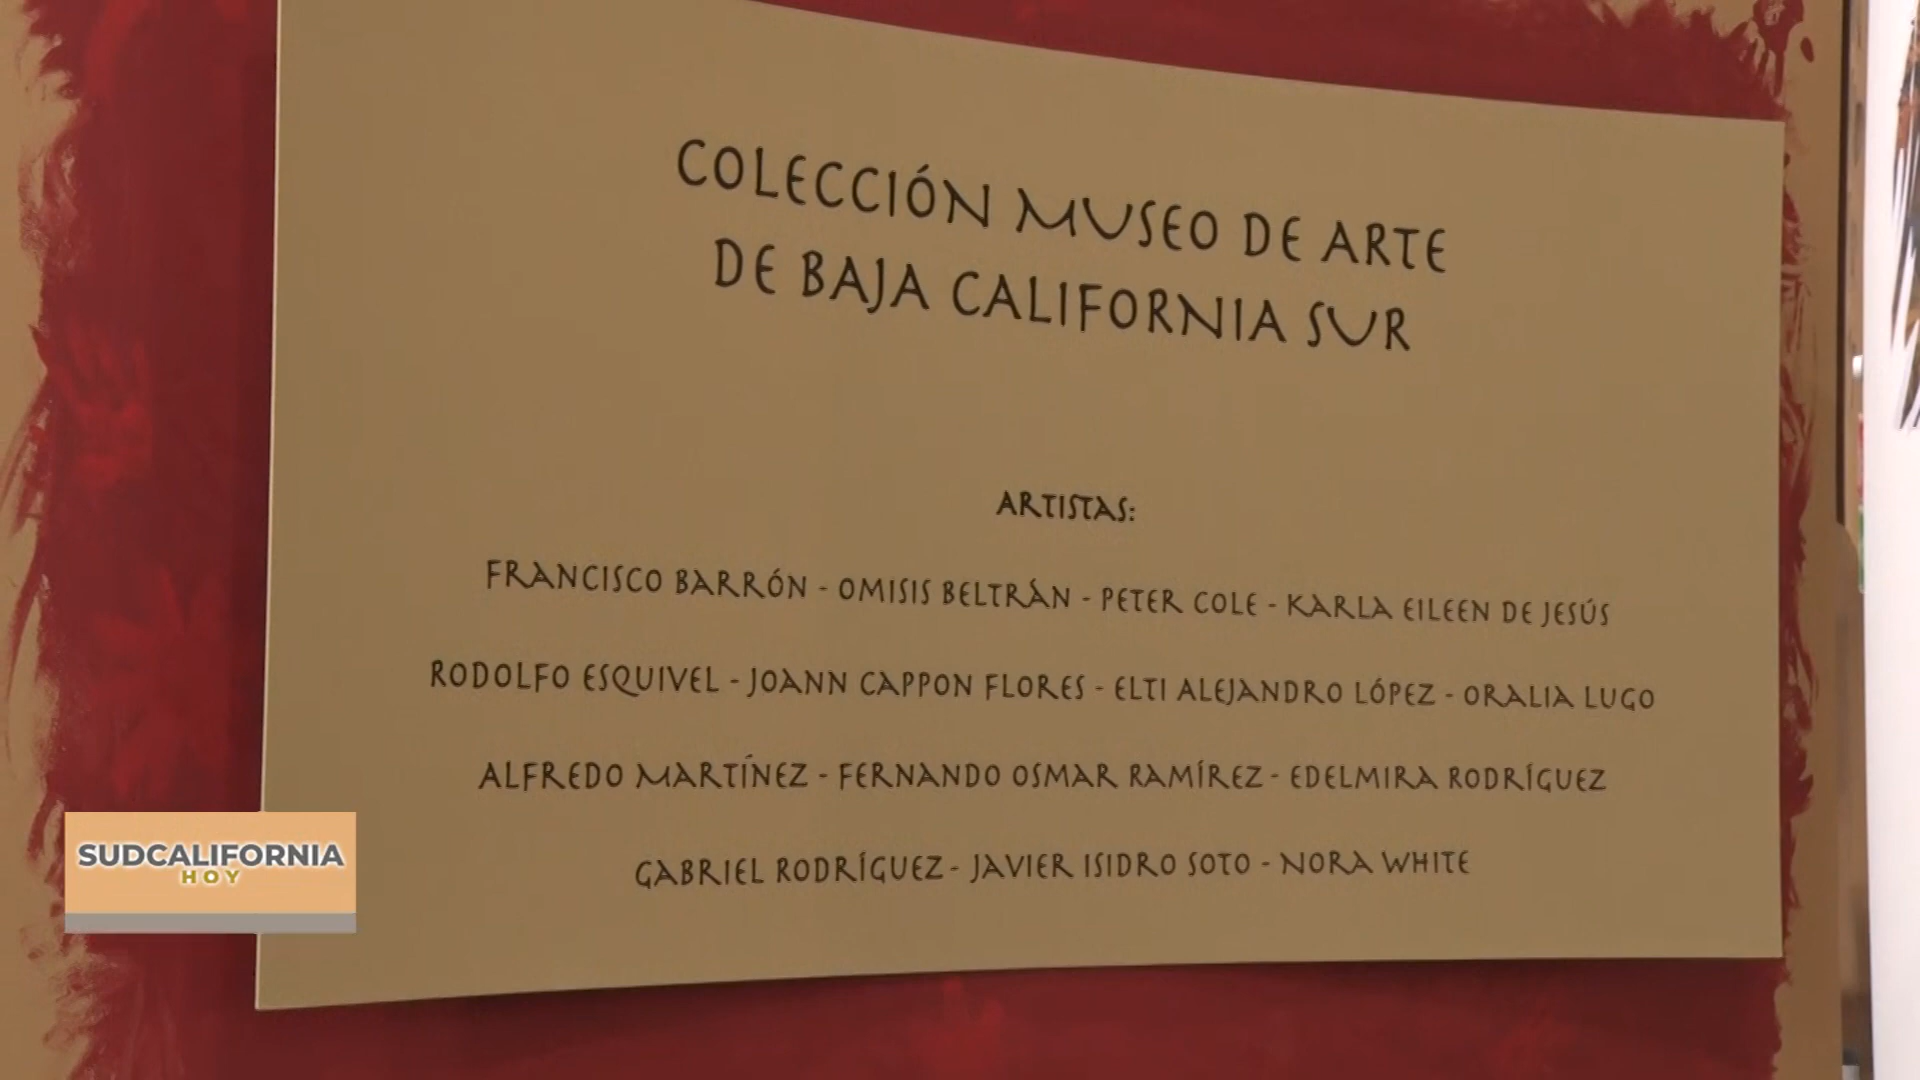 COLECCIÓN MUSEO DE ARTE
DE BAJA CALIFORNIA SUR
ARTISTAS:
FRANCISCO BARRÓN - OMISIS BELTRÁN - PETER COLE - KARLA EILEEN DE JESÚS
RODOLFO ESQUIVEL - JOANN CAPPON FLORES - ELTI ALEJANDRO LÓPEZ - ORALIA LUGO
ALFREDO MARTÍNEZ - FERNANDO OSMAR RAMÍREZ - EDELMIRA RODRÍGUEZ
GABRIEL RODRÍGUEZ - JAVIER ISIDRO SOTO - NORA WHITE
SUDCALIFORNIA
HOY